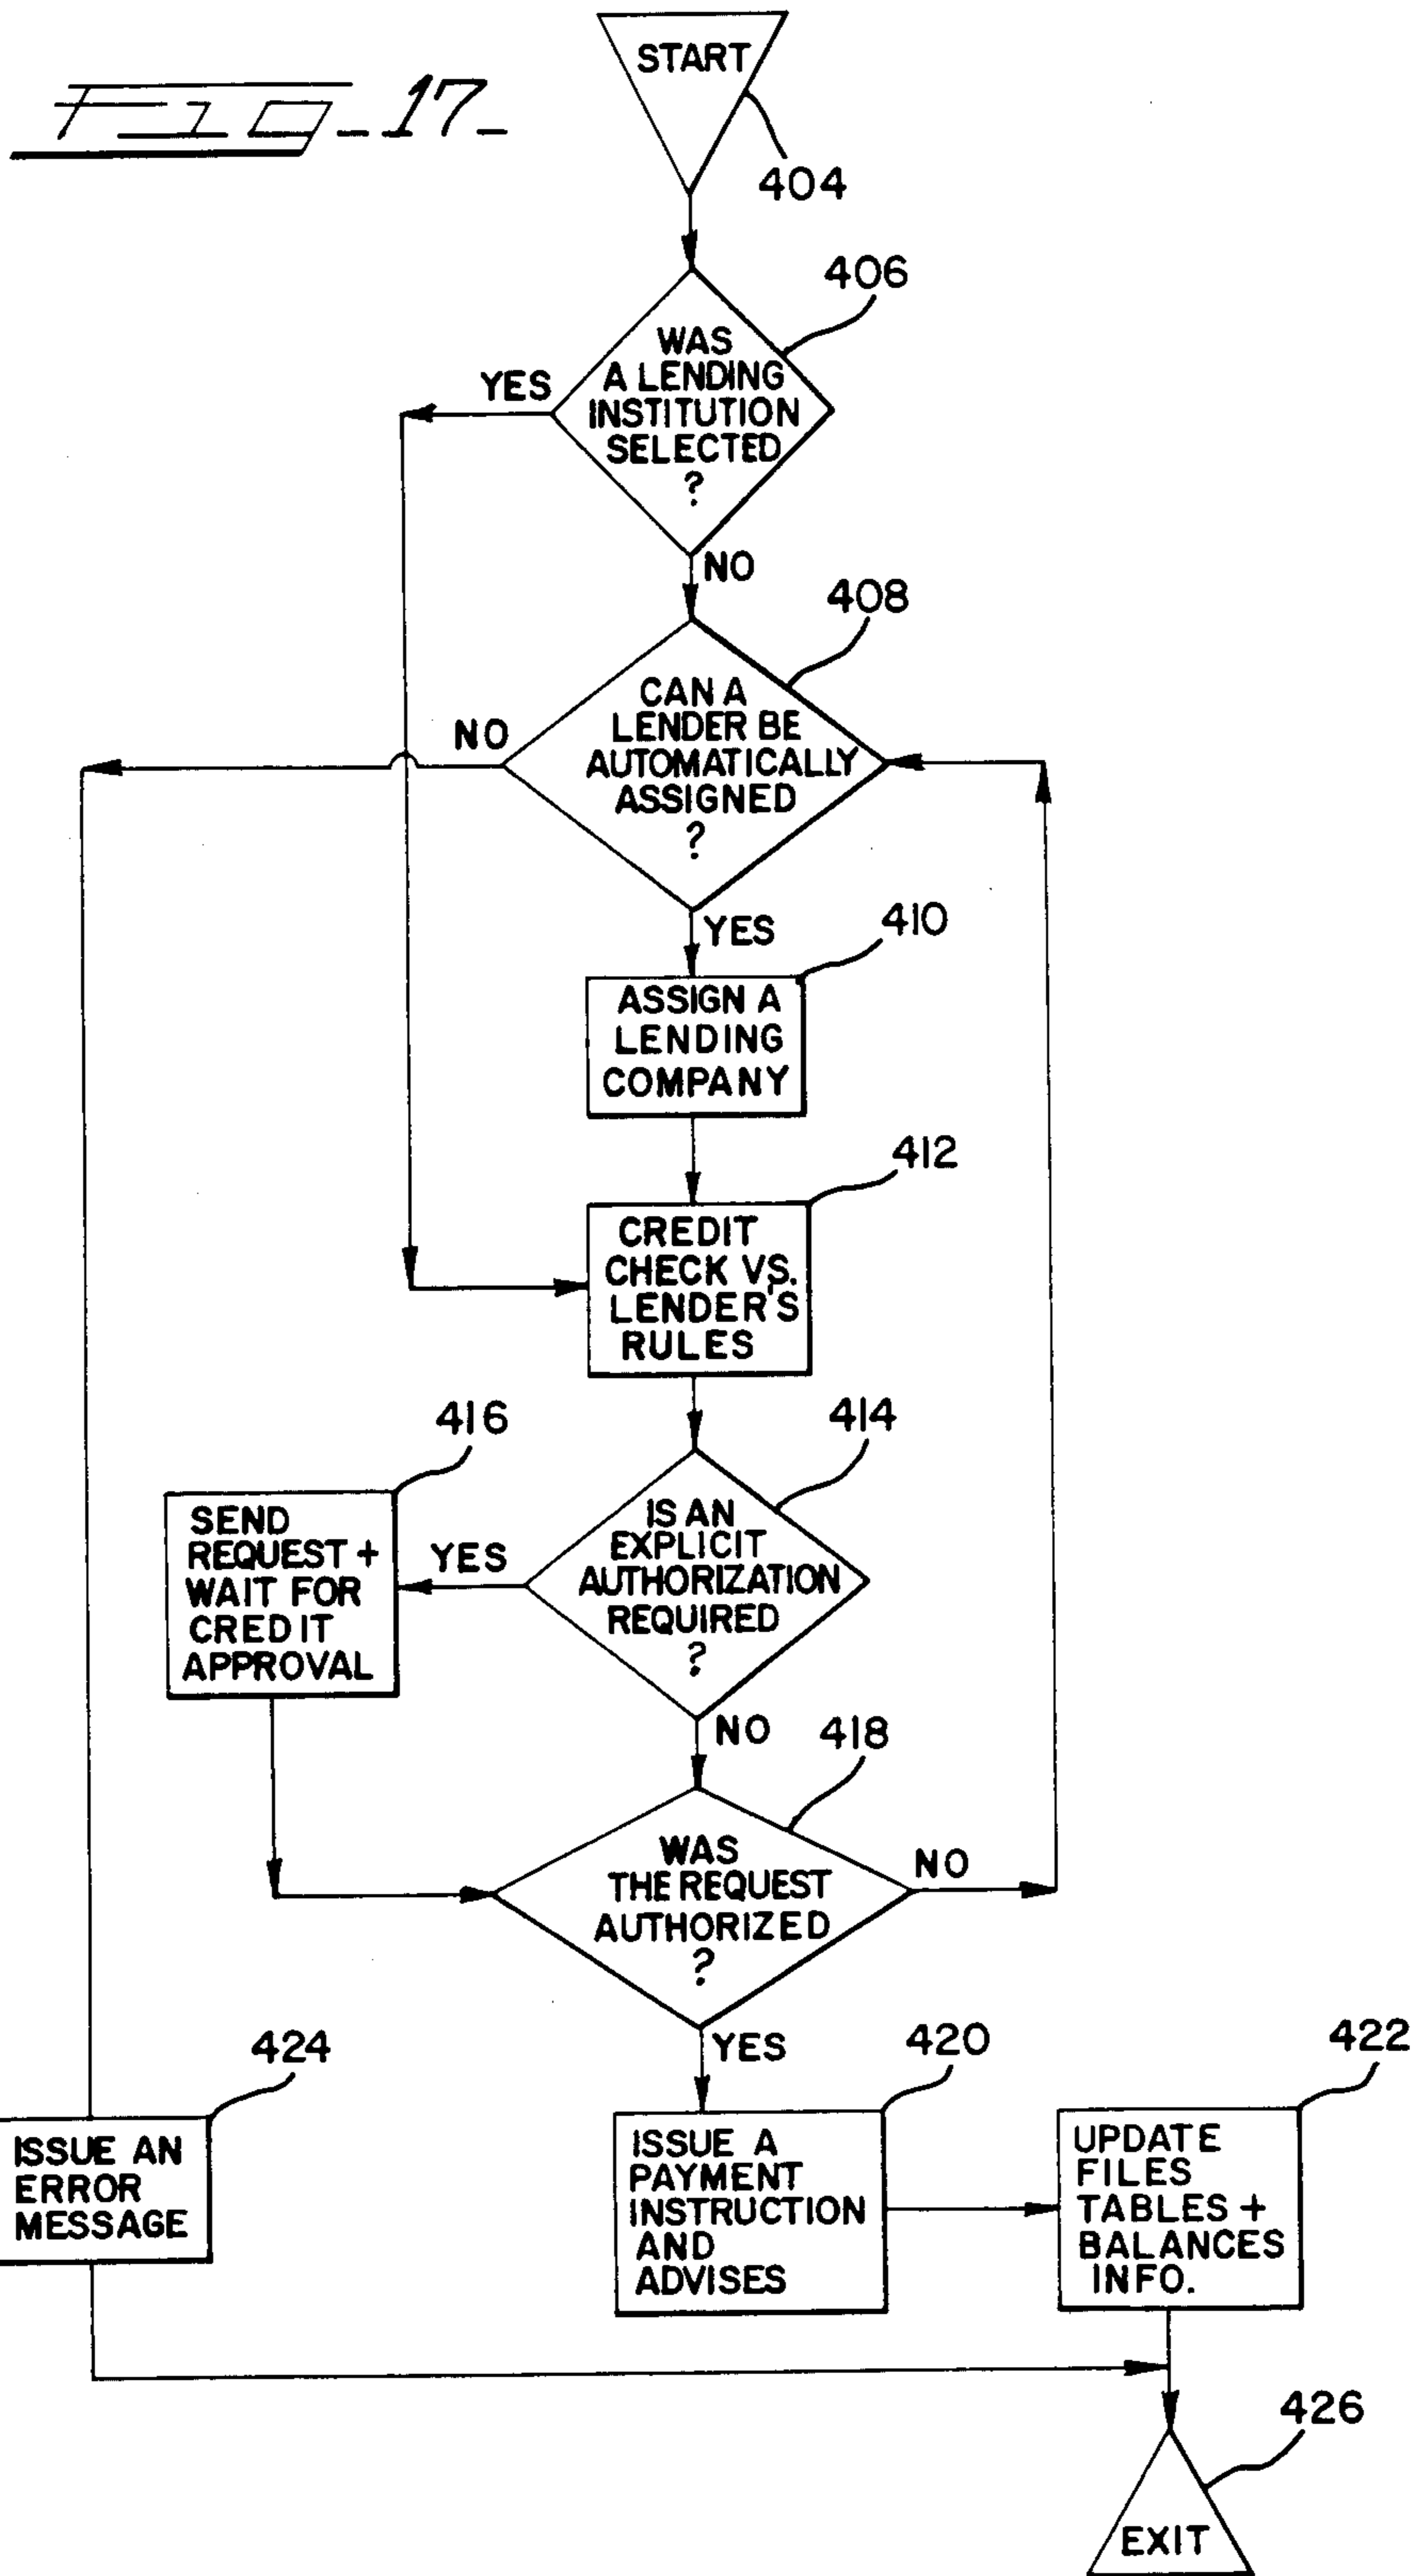 Fig_17_
START
404
406
WAS
A LENDING
INSTITUTION
SELECTED
?
YES
NO
408
CAN A
LENDER BE
AUTOMATICALLY
ASSIGNED
?
NO
YES
410
ASSIGN A
LENDING
COMPANY
412
CREDIT
CHECK VS.
LENDER'S
RULES
416
414
SEND
REQUEST +
WAIT FOR
CREDIT
APPROVAL
YES
IS AN
EXPLICIT
AUTHORIZATION
REQUIRED
?
NO
418
WAS
THE REQUEST
AUTHORIZED
?
NO
YES
424
420
422
ISSUE AN
ERROR
MESSAGE
ISSUE A
PAYMENT
INSTRUCTION
AND
ADVISES
UPDATE
FILES
TABLES +
BALANCES
INFO.
426
EXIT